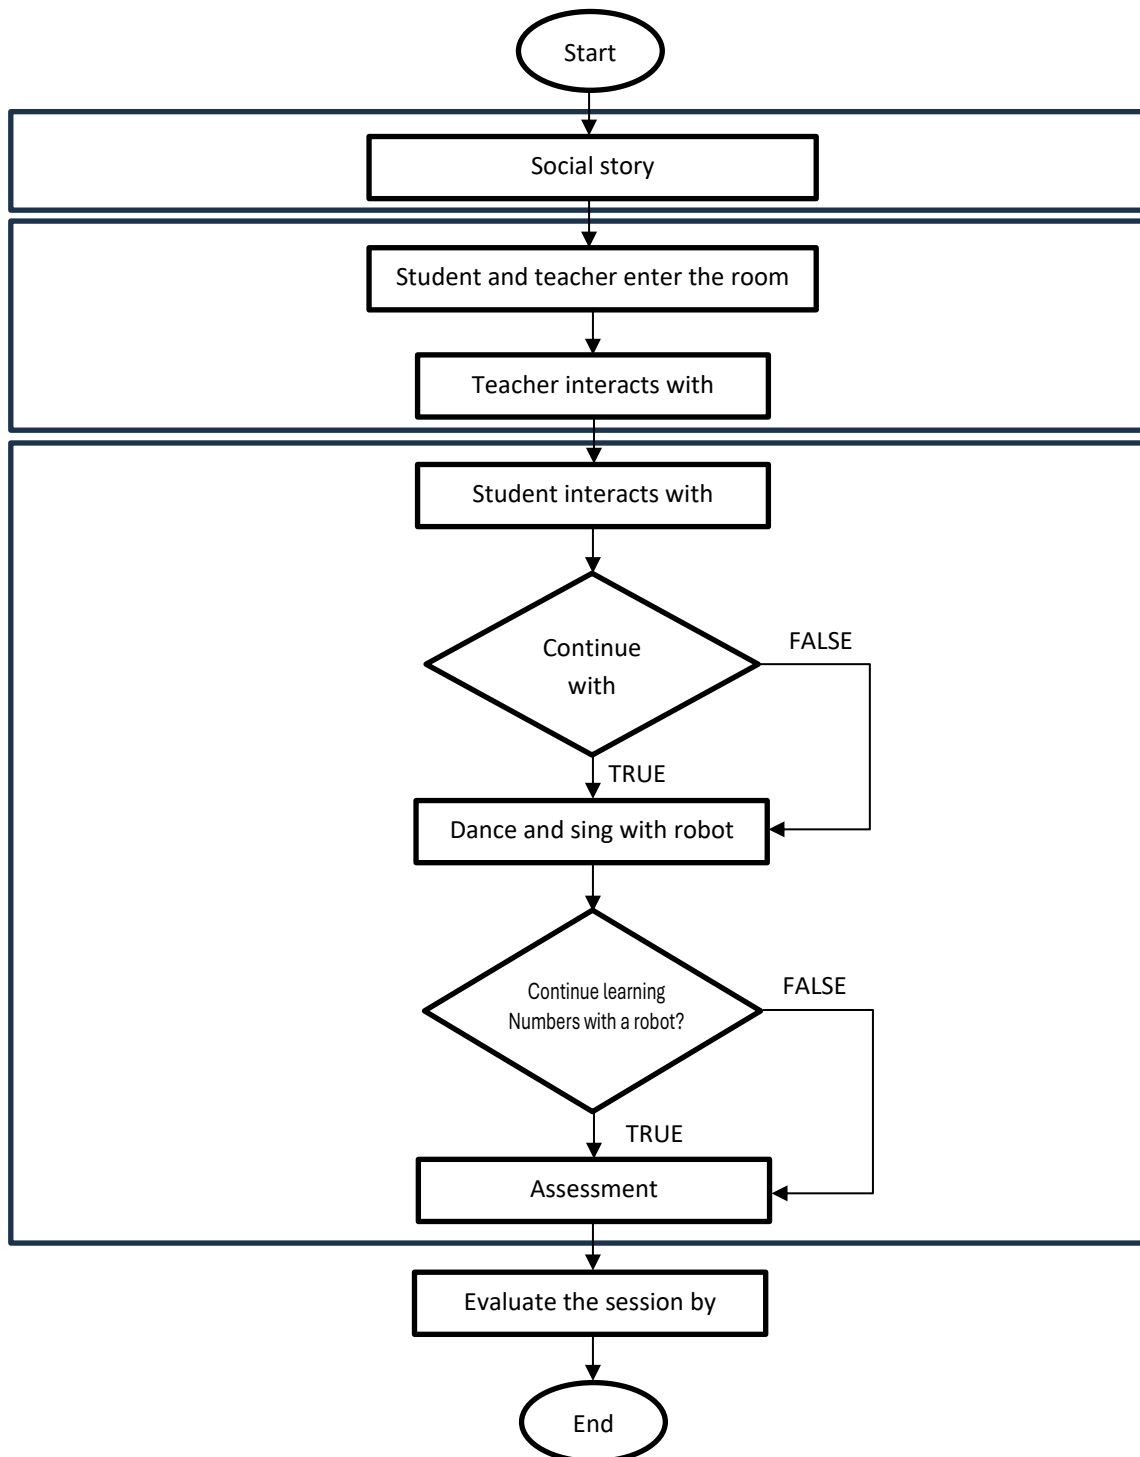 Start
Social story
Student and teacher enter the room
Teacher interacts with
Student interacts with
Continue
with
FALSE
TRUE
Dance and sing with robot
Continue learning
Numbers with a robot?
FALSE
TRUE
Assessment
Evaluate the session by
End